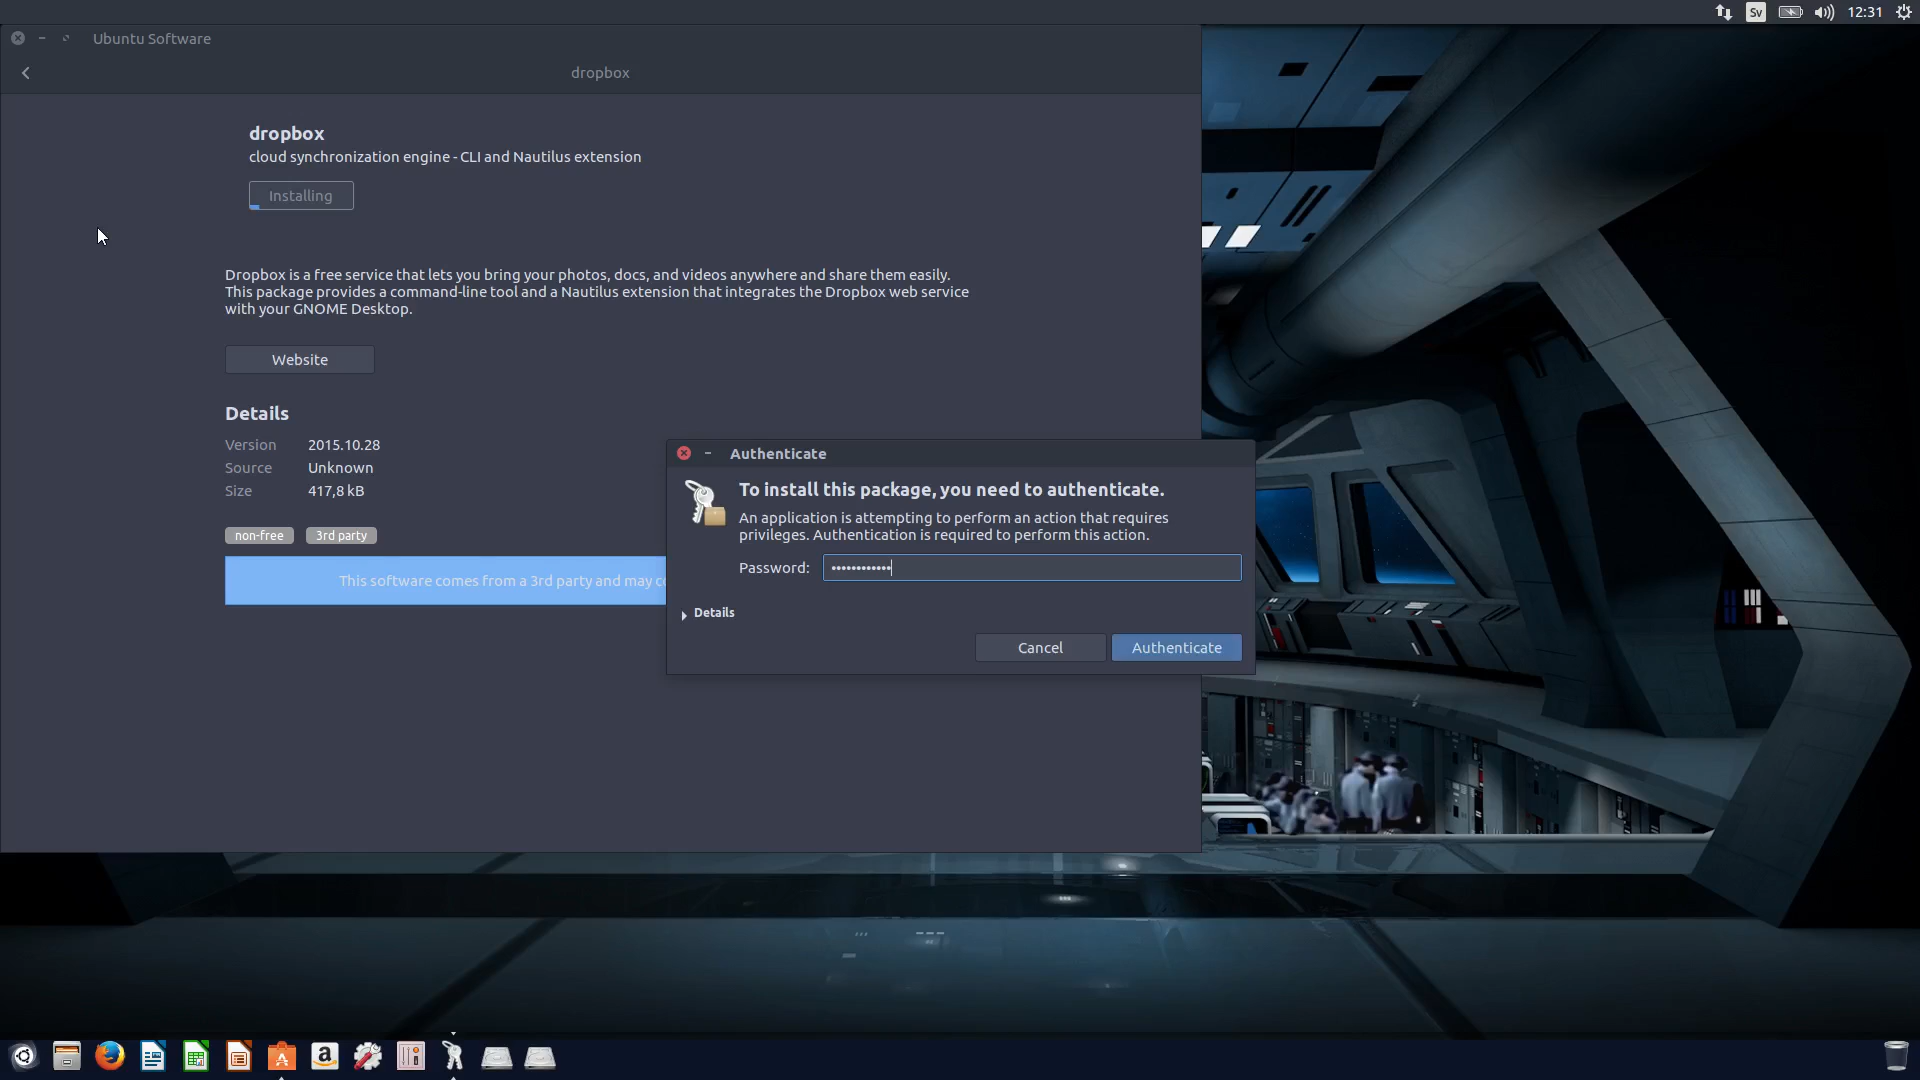 Sv
12:31
Ubuntu Software
dropbox
dropbox
cloud synchronization engine - CLI and Nautilus extension
Installing
Dropbox is a free service that lets you bring your photos, docs, and videos anywhere and share them easily.
This package provides a command-line tool and a Nautilus extension that integrates the Dropbox web service
with your GNOME Desktop.
Website
Details
Version 2015.10.28
Source Unknown
Size 417,8 kB
non-free 3rd party
This software comes from a 3rd party and may
Authenticate
To install this package, you need to authenticate.
An application is attempting to perform an action that requires
privileges. Authentication is required to perform this action.
Password: ••••••••••••
Details
Cancel Authenticate